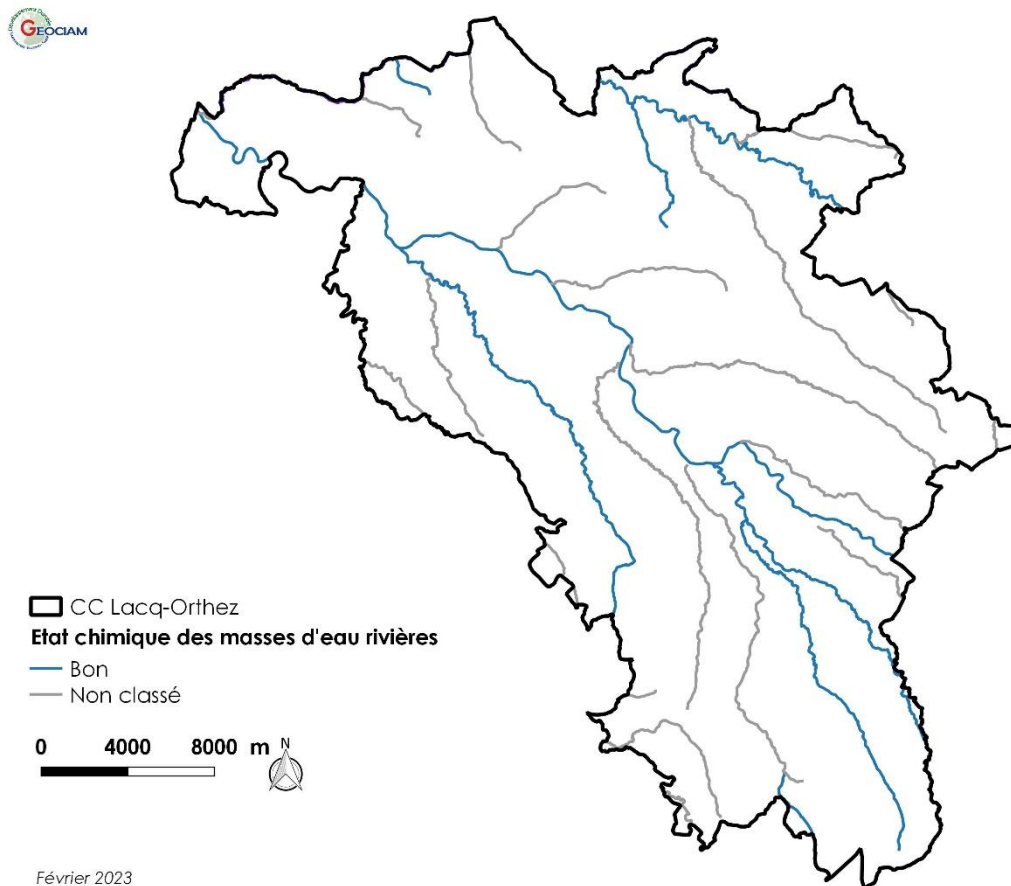 GEOCIAM
CC Lacq-Orthez
Etat chimique des masses d'eau rivières
Bon
Non classé
0 4000 8000 m N
Février 2023